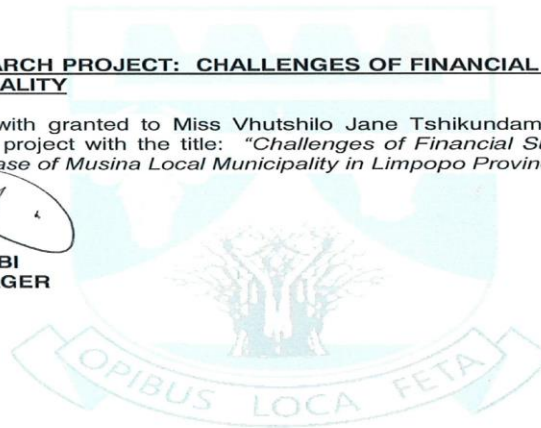 ARCH PROJECT: CHALLENGES OF FINANCIAL
ALITY
with granted to Miss Vhutshilo Jane Tshikundam
project with the title: "Challenges of Financial Su
ase of Musina Local Municipality in Limpopo Provin
BI
GER
OPIBUS LOCA FETA